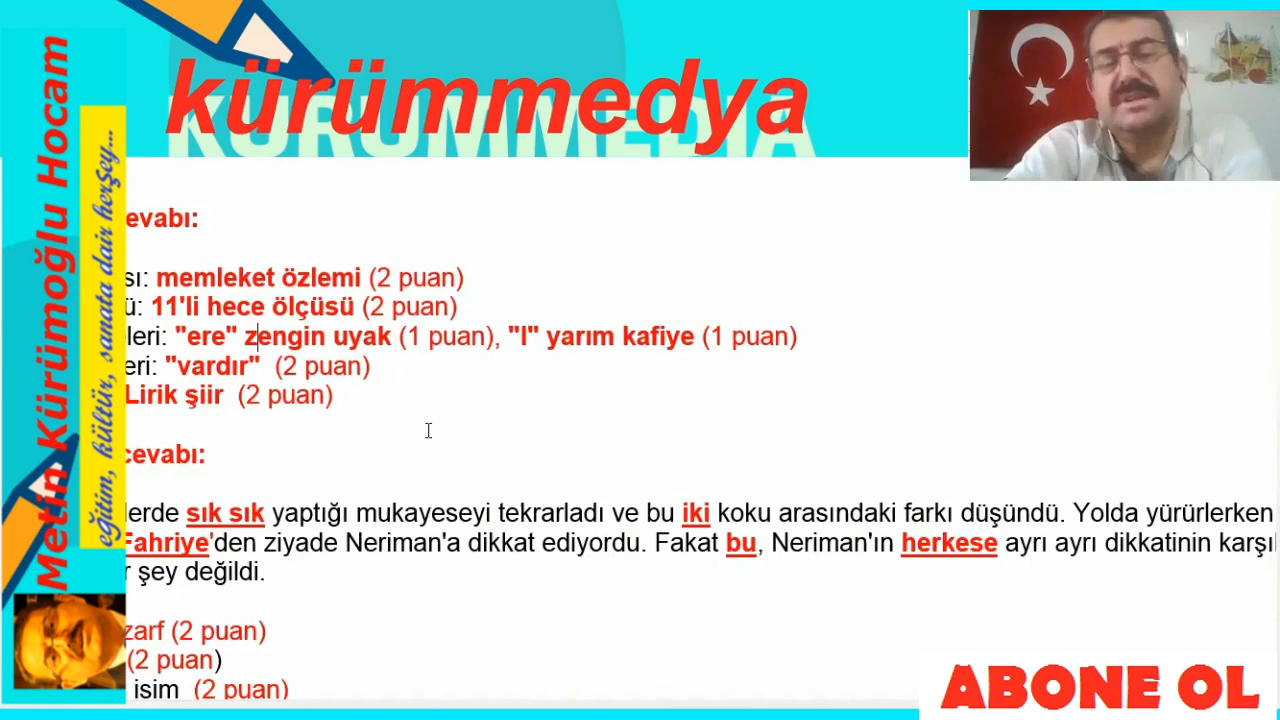 kürümmedya
KURUMMEDIA
Metin Kürümoğlu Hocam
eğitim, kültür, sanata dair herşey...
evabı:
sı: memleket özlemi (2 puan)
ü: 11'li hece ölçüsü (2 puan)
leri: "ere" zengin uyak (1 puan), "l" yarım kafiye (1 puan)
eri: "vardır" (2 puan)
Lirik şiir (2 puan)
cevabı:
lerde sık sık yaptığı mukayeseyi tekrarladı ve bu iki koku arasındaki farkı düşündü. Yolda yürürlerken
Fahriye'den ziyade Neriman'a dikkat ediyordu. Fakat bu, Neriman'ın herkese ayrı ayrı dikkatinin karşıl
r şey değildi.
zarf (2 puan)
(2 puan)
isim (2 puan)
ABONE OL